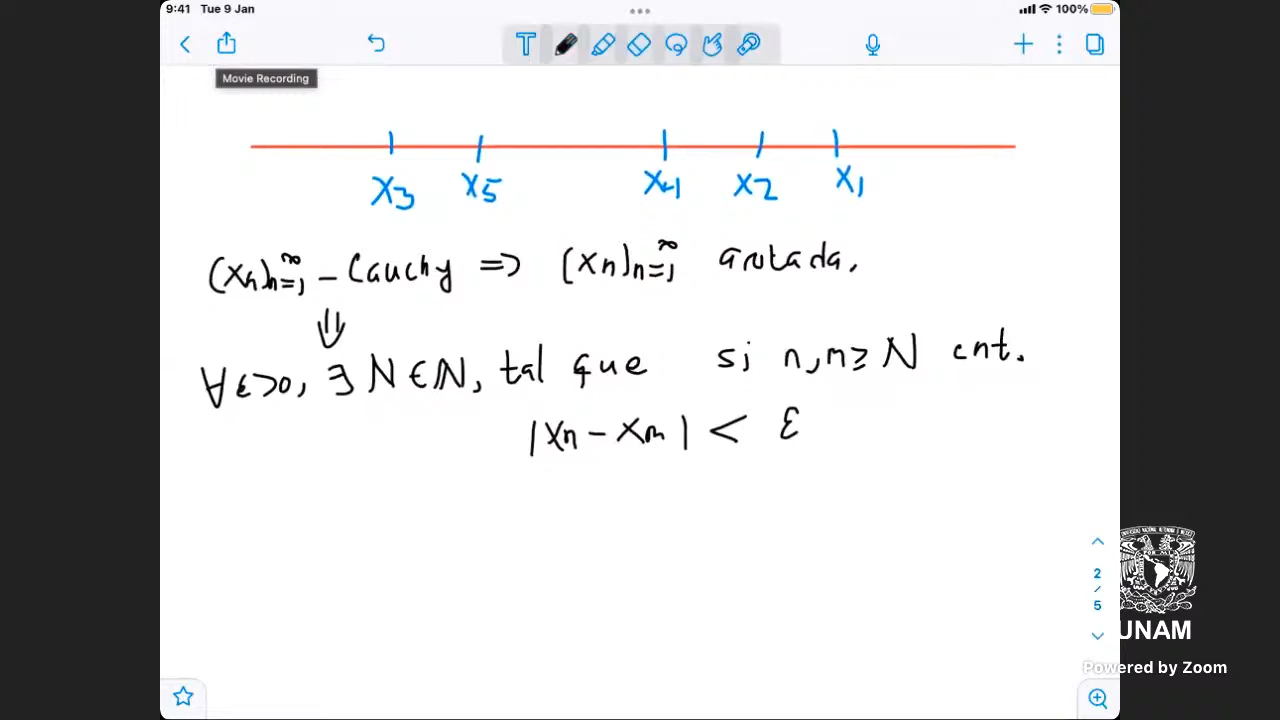 9:41 Tue 9 Jan 100%
Movie Recording
x3 x5 x4 x2 x1
(xn)n=1^∞ - Cauchy ⇒ (xn)n=1^∞ acotada.
⇓
∀ε>0, ∃ N∈ℕ, tal que si n,m≥N ent.
|xn - xm| < ε
2
/
5
UNAM
Powered by Zoom